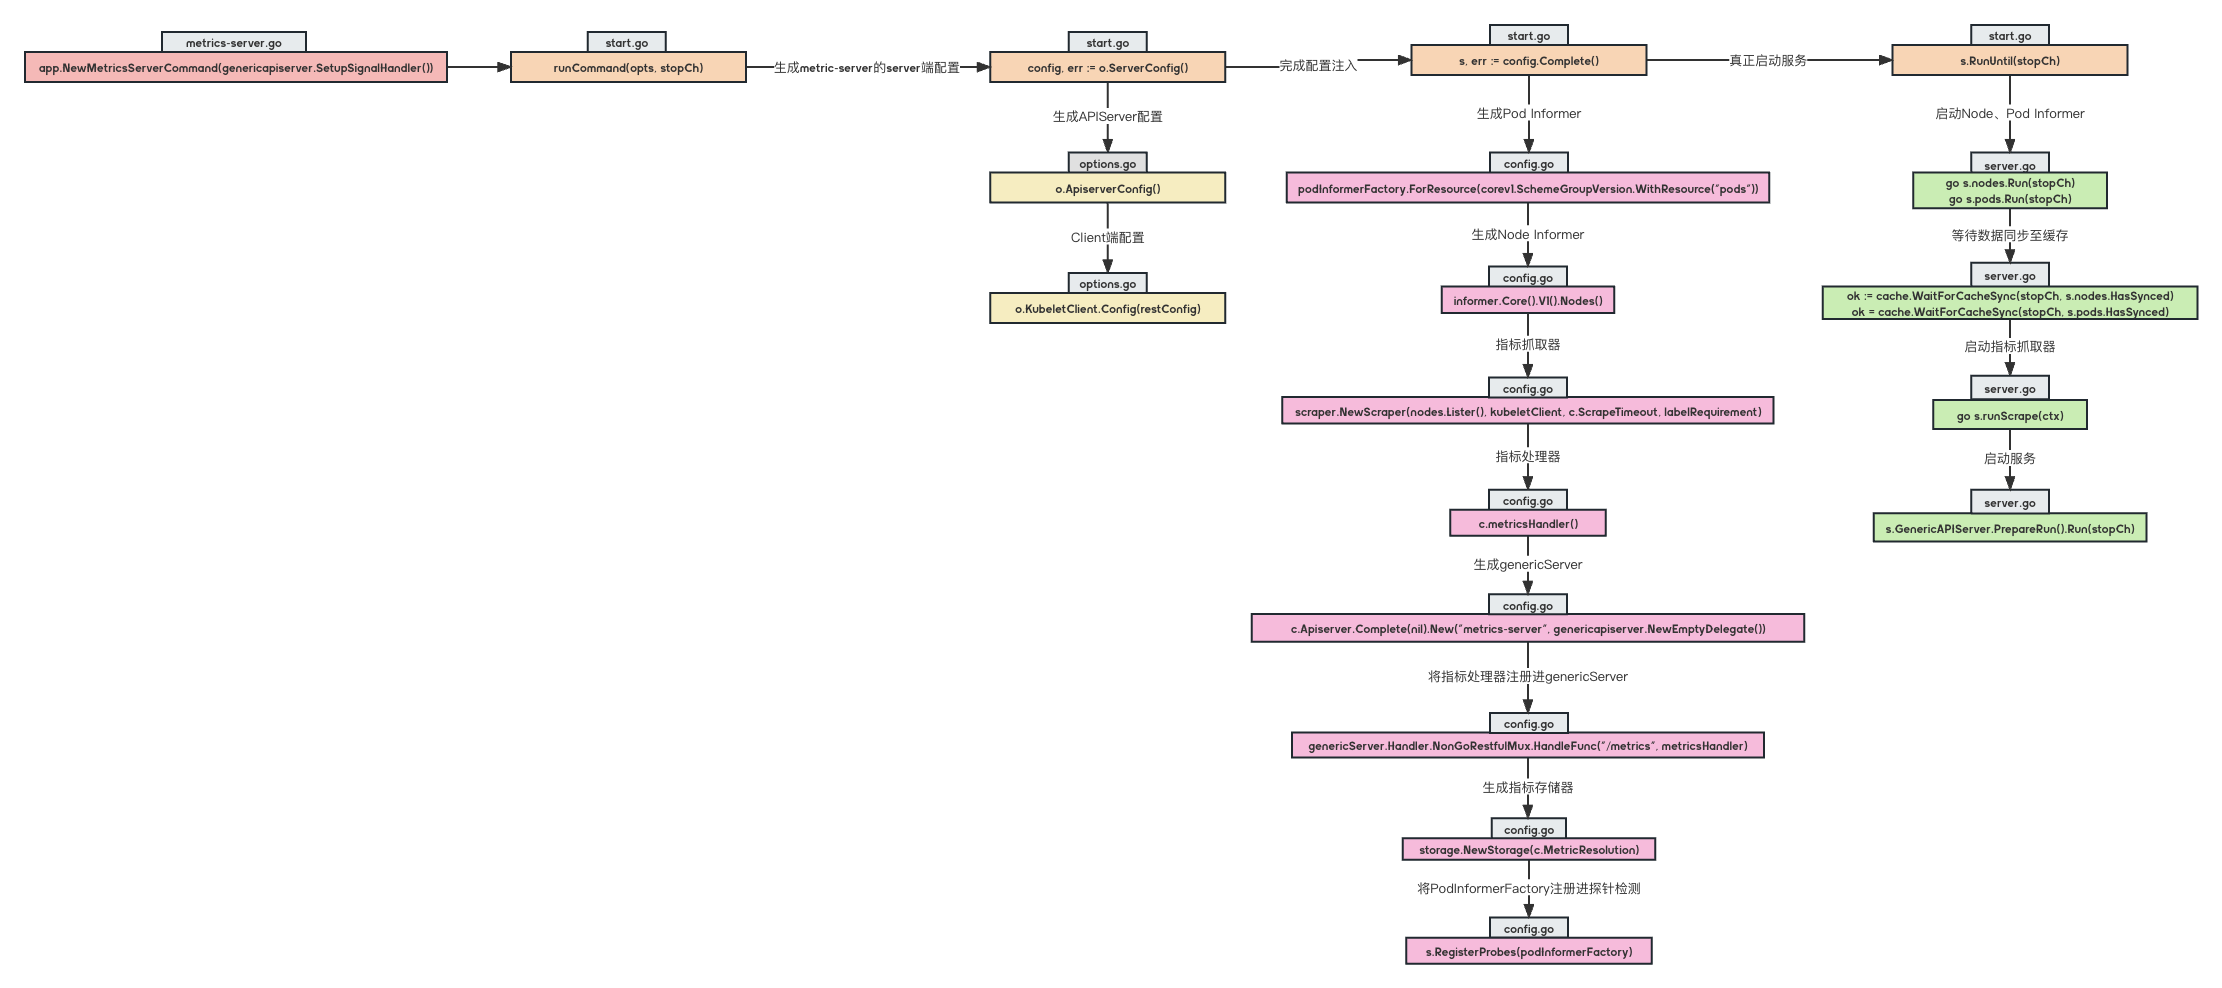 metrics-server.go
app.NewMetricsServerCommand(genericapiserver.SetupSignalHandler())
start.go
runCommand(opts, stopCh)
生成metric-server的server端配置
start.go
config, err := o.ServerConfig()
生成APIServer配置
options.go
o.ApiserverConfig()
Client端配置
options.go
o.KubeletClient.Config(restConfig)
完成配置注入
start.go
s, err := config.Complete()
生成Pod Informer
config.go
podInformerFactory.ForResource(corev1.SchemeGroupVersion.WithResource("pods"))
生成Node Informer
config.go
informer.Core().V1().Nodes()
指标抓取器
config.go
scraper.NewScraper(nodes.Lister(), kubeletClient, c.ScrapeTimeout, labelRequirement)
指标处理器
config.go
c.metricsHandler()
生成genericServer
config.go
c.Apiserver.Complete(nil).New("metrics-server", genericapiserver.NewEmptyDelegate())
将指标处理器注册进genericServer
config.go
genericServer.Handler.NonGoRestfulMux.HandleFunc("/metrics", metricsHandler)
生成指标存储器
config.go
storage.NewStorage(c.MetricResolution)
将PodInformerFactory注册进探针检测
config.go
s.RegisterProbes(podInformerFactory)
真正启动服务
start.go
s.RunUntil(stopCh)
启动Node、Pod Informer
server.go
go s.nodes.Run(stopCh)
go s.pods.Run(stopCh)
等待数据同步至缓存
server.go
ok := cache.WaitForCacheSync(stopCh, s.nodes.HasSynced)
ok = cache.WaitForCacheSync(stopCh, s.pods.HasSynced)
启动指标抓取器
server.go
go s.runScrape(ctx)
启动服务
server.go
s.GenericAPIServer.PrepareRun().Run(stopCh)